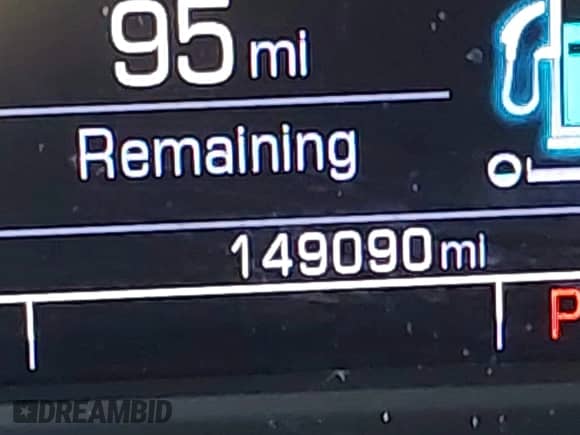 95 mi
Remaining
149090 mi
P
DREAMBID